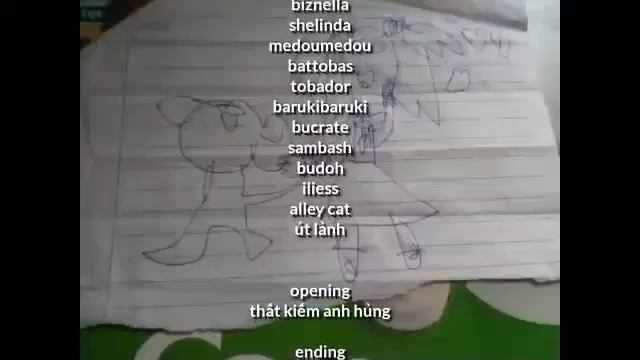 biznella
shelinda
medoumedou
battobas
tobador
barukibaruki
bucrate
sambash
budoh
iliess
alley cat
út lành
opening
thất kiếm anh hùng
ending